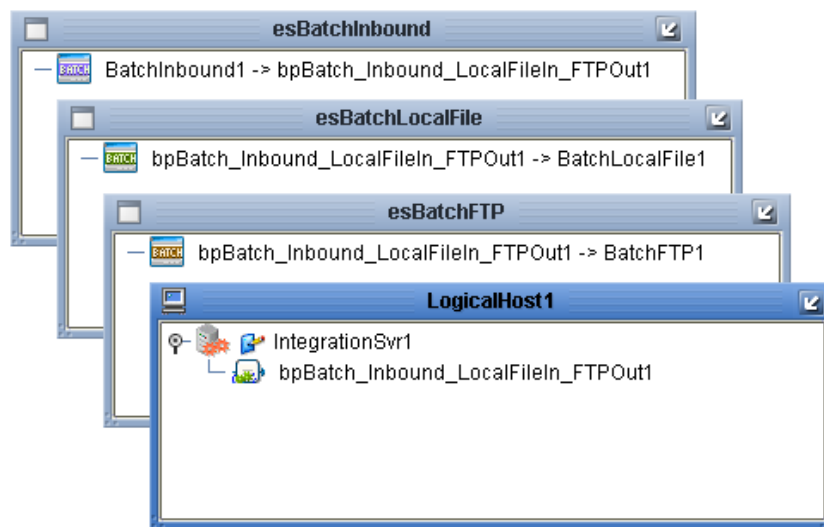 esBatchInbound
BATCH BatchInbound1 -> bpBatch_Inbound_LocalFileIn_FTPOut1
esBatchLocalFile
BATCH bpBatch_Inbound_LocalFileIn_FTPOut1 -> BatchLocalFile1
esBatchFTP
BATCH bpBatch_Inbound_LocalFileIn_FTPOut1 -> BatchFTP1
LogicalHost1
IntegrationSvr1
bpBatch_Inbound_LocalFileIn_FTPOut1